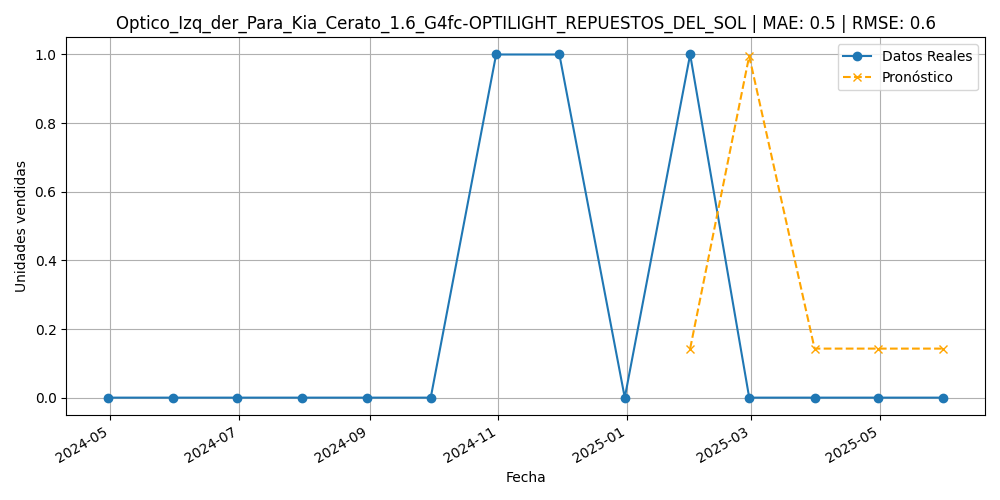 Optico_Izq_der_Para_Kia_Cerato_1.6_G4fc-OPTILIGHT_REPUESTOS_DEL_SOL | MAE: 0.5 | RMSE: 0.6
Datos Reales
Pronóstico
Unidades vendidas
1.0
0.8
0.6
0.4
0.2
0.0
2024-05
2024-07
2024-09
2024-11
2025-01
2025-03
2025-05
Fecha